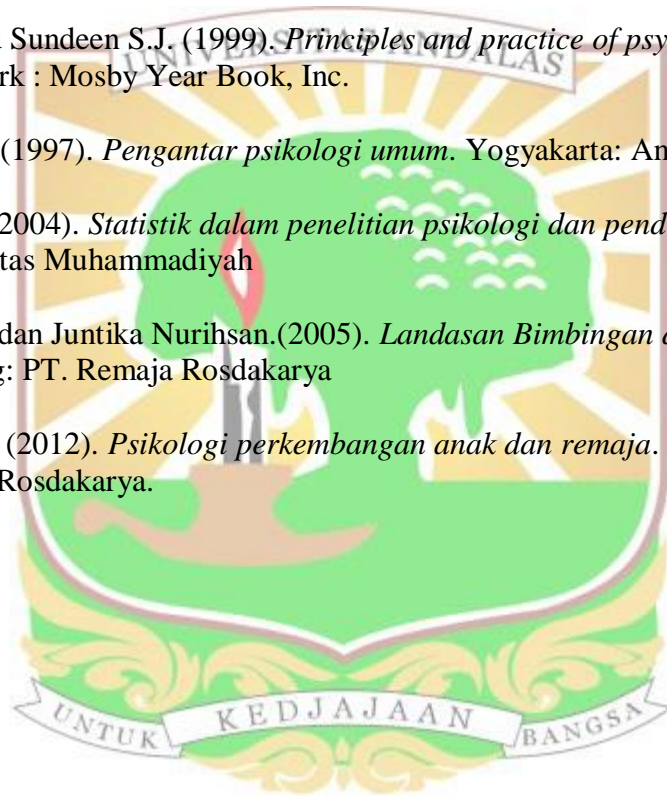 UNIVERSITAS ANDALAS
Sundeen S.J. (1999). Principles and practice of psy
rk : Mosby Year Book, Inc.
(1997). Pengantar psikologi umum. Yogyakarta: An
2004). Statistik dalam penelitian psikologi dan pend
tas Muhammadiyah
dan Juntika Nurihsan.(2005). Landasan Bimbingan
g: PT. Remaja Rosdakarya
(2012). Psikologi perkembangan anak dan remaja.
Rosdakarya.
UNTUK KEDJAJAAN BANGSA